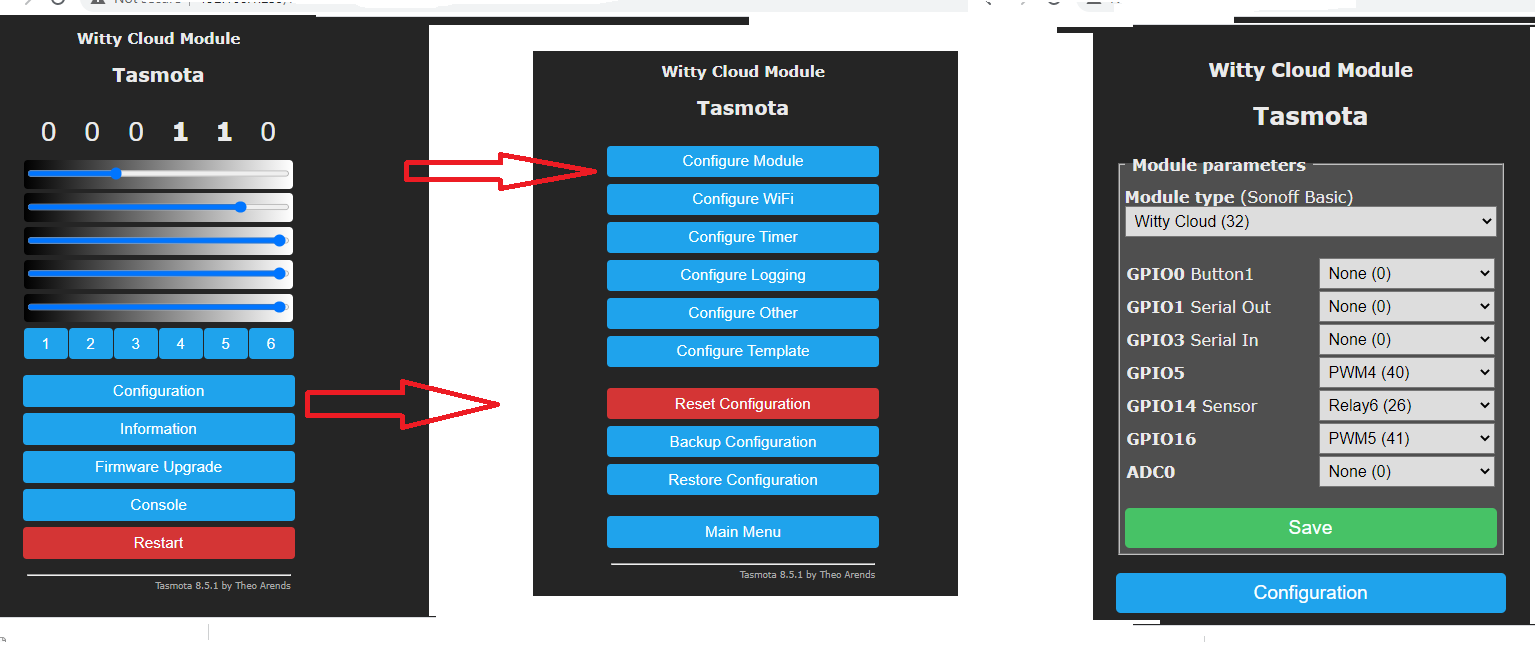 Witty Cloud Module
Tasmota
0 0 0 1 1 0
1 2 3 4 5 6
Configuration
Information
Firmware Upgrade
Console
Restart
Tasmota 8.5.1 by Theo Arends
Witty Cloud Module
Tasmota
Configure Module
Configure WiFi
Configure Timer
Configure Logging
Configure Other
Configure Template
Reset Configuration
Backup Configuration
Restore Configuration
Main Menu
Tasmota 8.5.1 by Theo Arends
Witty Cloud Module
Tasmota
Module parameters
Module type (Sonoff Basic)
Witty Cloud (32)
GPIO0 Button1 None (0)
GPIO1 Serial Out None (0)
GPIO3 Serial In None (0)
GPIO5 PWM4 (40)
GPIO14 Sensor Relay6 (26)
GPIO16 PWM5 (41)
ADC0 None (0)
Save
Configuration